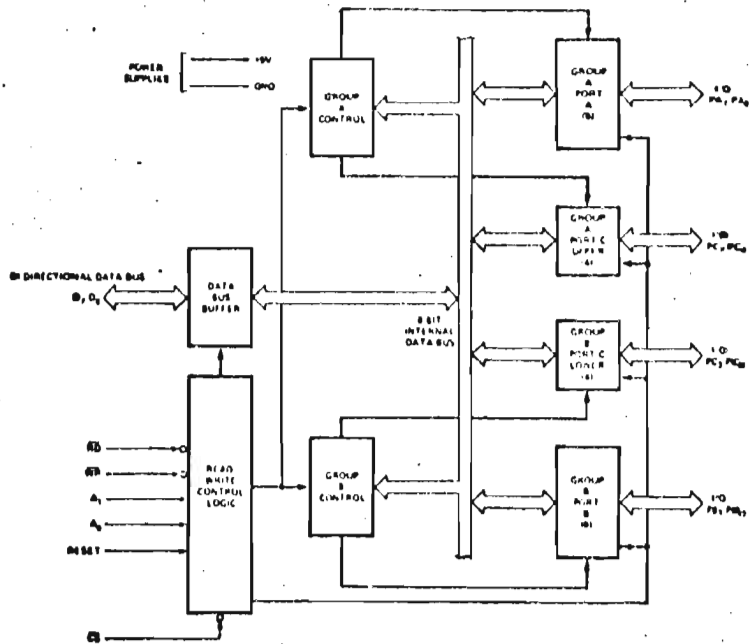 POWER
SUPPLIES
+5V
GND
GROUP
A
CONTROL
GROUP
A
PORT
A
(8)
I/O
PA7 PA0
GROUP
A
PORT C
UPPER
(4)
I/O
PC7 PC4
BI DIRECTIONAL DATA BUS
D7 D0
DATA
BUS
BUFFER
8 BIT
INTERNAL
DATA BUS
GROUP
B
PORT C
LOWER
(4)
I/O
PC3 PC0
RD
WR
A1
A0
RESET
CS
READ
WRITE
CONTROL
LOGIC
GROUP
B
CONTROL
GROUP
B
PORT
B
(8)
I/O
PB7 PB0